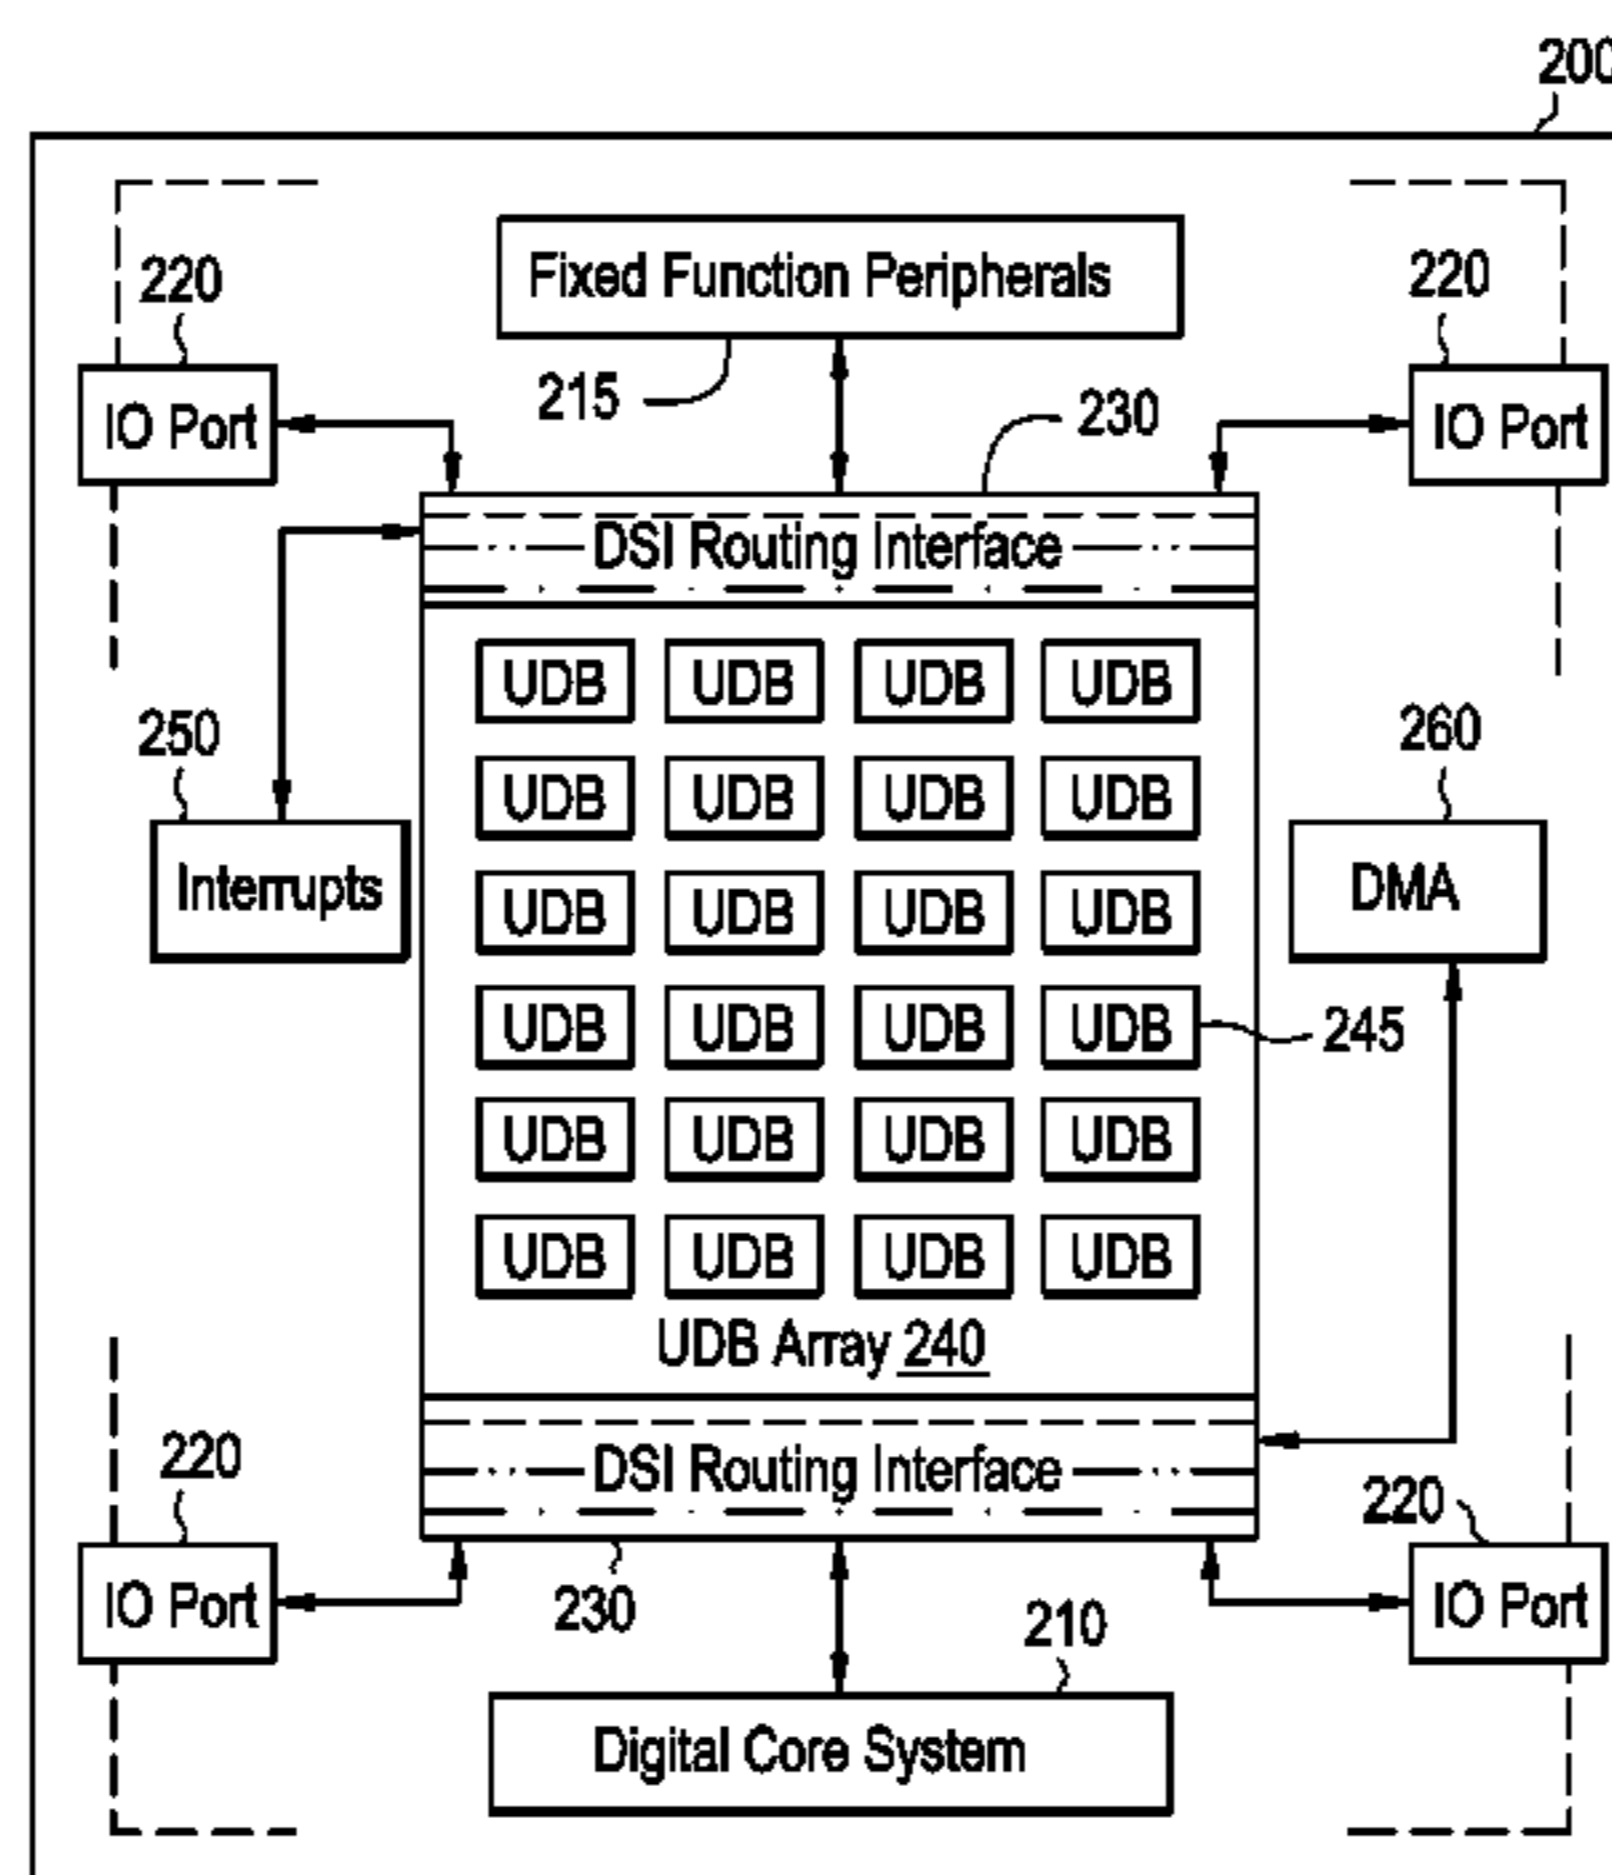 200
Fixed Function Peripherals
220
220
215
230
IO Port
IO Port
DSI Routing Interface
UDB UDB UDB UDB
250
260
UDB UDB UDB UDB
Interrupts
DMA
UDB UDB UDB UDB
UDB UDB UDB UDB
245
UDB UDB UDB UDB
UDB UDB UDB UDB
UDB Array 240
220
DSI Routing Interface
220
IO Port
230
210
IO Port
Digital Core System